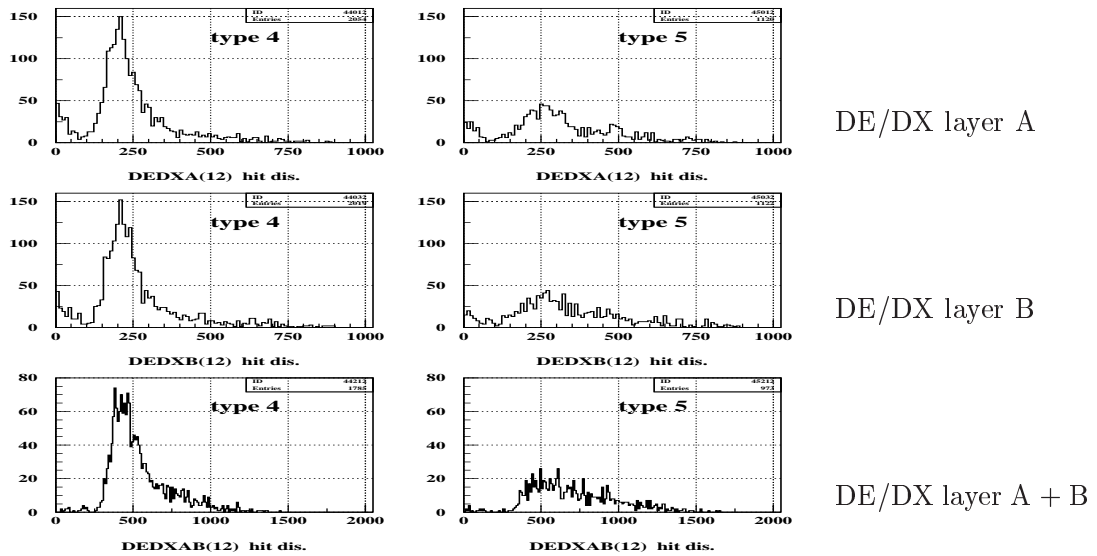 ID 44012
Entries 2054
type 4
150
100
50
0
0 250 500 750 1000
DEDXA(12) hit dis.
ID 45012
Entries 1120
type 5
150
100
50
0
0 250 500 750 1000
DEDXA(12) hit dis.
DE/DX layer A
ID 44032
Entries 2019
type 4
150
100
50
0
0 250 500 750 1000
DEDXB(12) hit dis.
ID 45032
Entries 1122
type 5
150
100
50
0
0 250 500 750 1000
DEDXB(12) hit dis.
DE/DX layer B
ID 44212
Entries 1785
type 4
80
60
40
20
0
0 500 1000 1500 2000
DEDXAB(12) hit dis.
ID 45212
Entries 973
type 5
80
60
40
20
0
0 500 1000 1500 2000
DEDXAB(12) hit dis.
DE/DX layer A + B